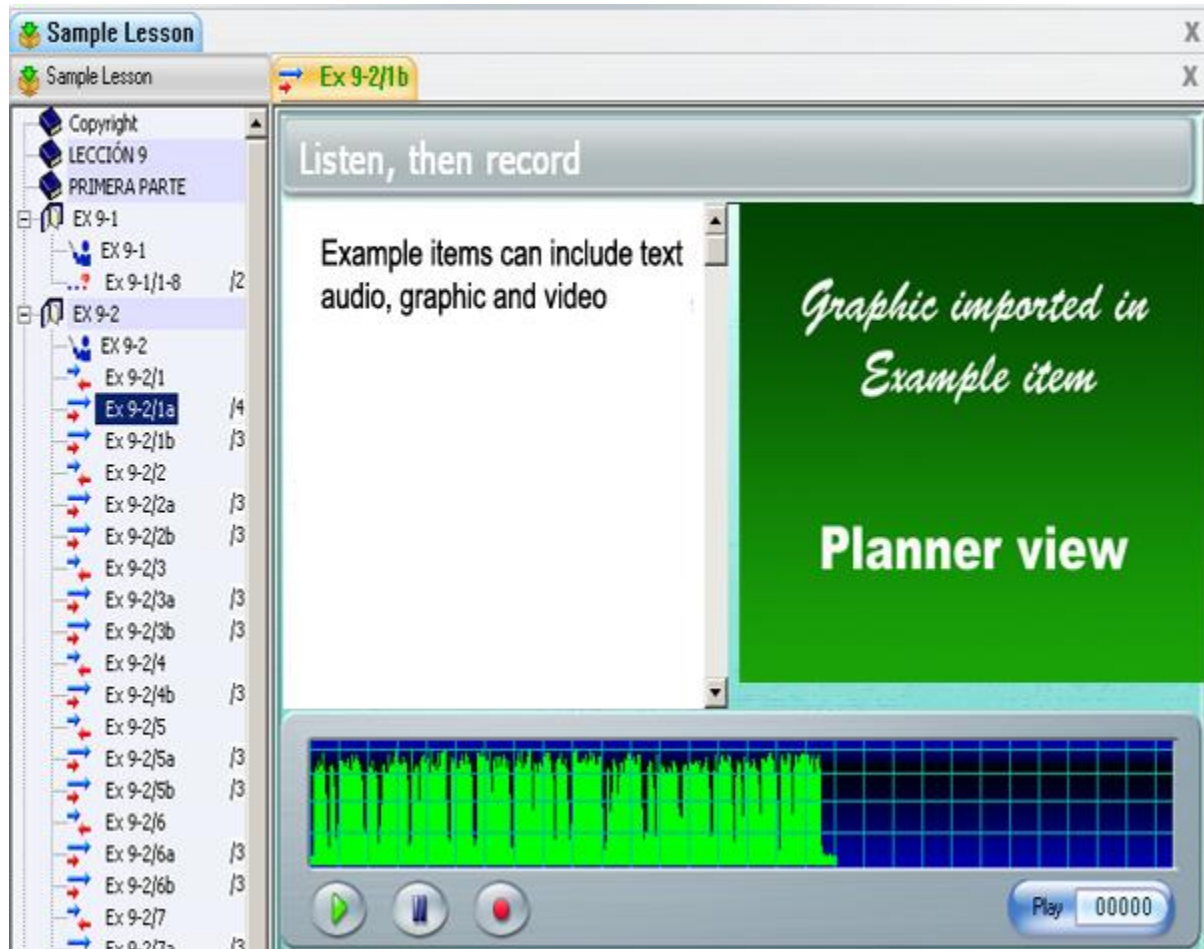 Sample Lesson
X
Sample Lesson
Ex 9-2/1b
X
Copyright
LECCIÓN 9
PRIMERA PARTE
EX 9-1
EX 9-1
Ex 9-1/1-8 /2
EX 9-2
EX 9-2
Ex 9-2/1
Ex 9-2/1a /4
Ex 9-2/1b /3
Ex 9-2/2
Ex 9-2/2a /3
Ex 9-2/2b /3
Ex 9-2/3
Ex 9-2/3a /3
Ex 9-2/3b /3
Ex 9-2/4
Ex 9-2/4b /3
Ex 9-2/5
Ex 9-2/5a /3
Ex 9-2/5b /3
Ex 9-2/6
Ex 9-2/6a /3
Ex 9-2/6b /3
Ex 9-2/7
Ex 9-2/7a /3
Listen, then record
Example items can include text
audio, graphic and video
Graphic imported in
Example item
Planner view
Play 00000